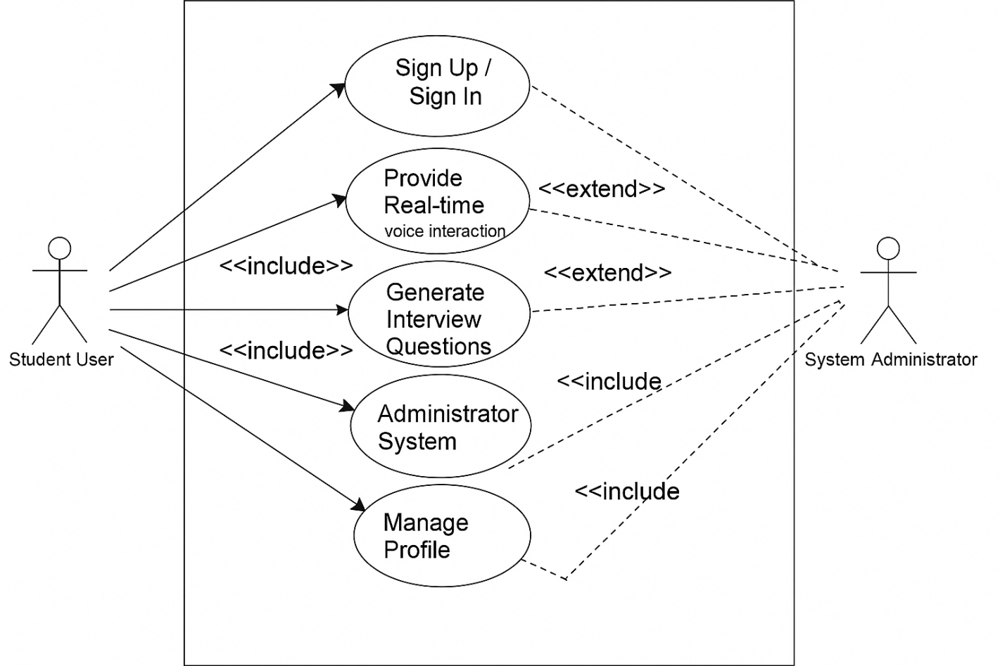 Sign Up /
Sign In
Provide
Real-time
voice interaction
<<extend>>
<<include>>
<<extend>>
Generate
Interview
Questions
<<include>>
Student User
System Administrator
<<include
Administrator
System
<<include
Manage
Profile